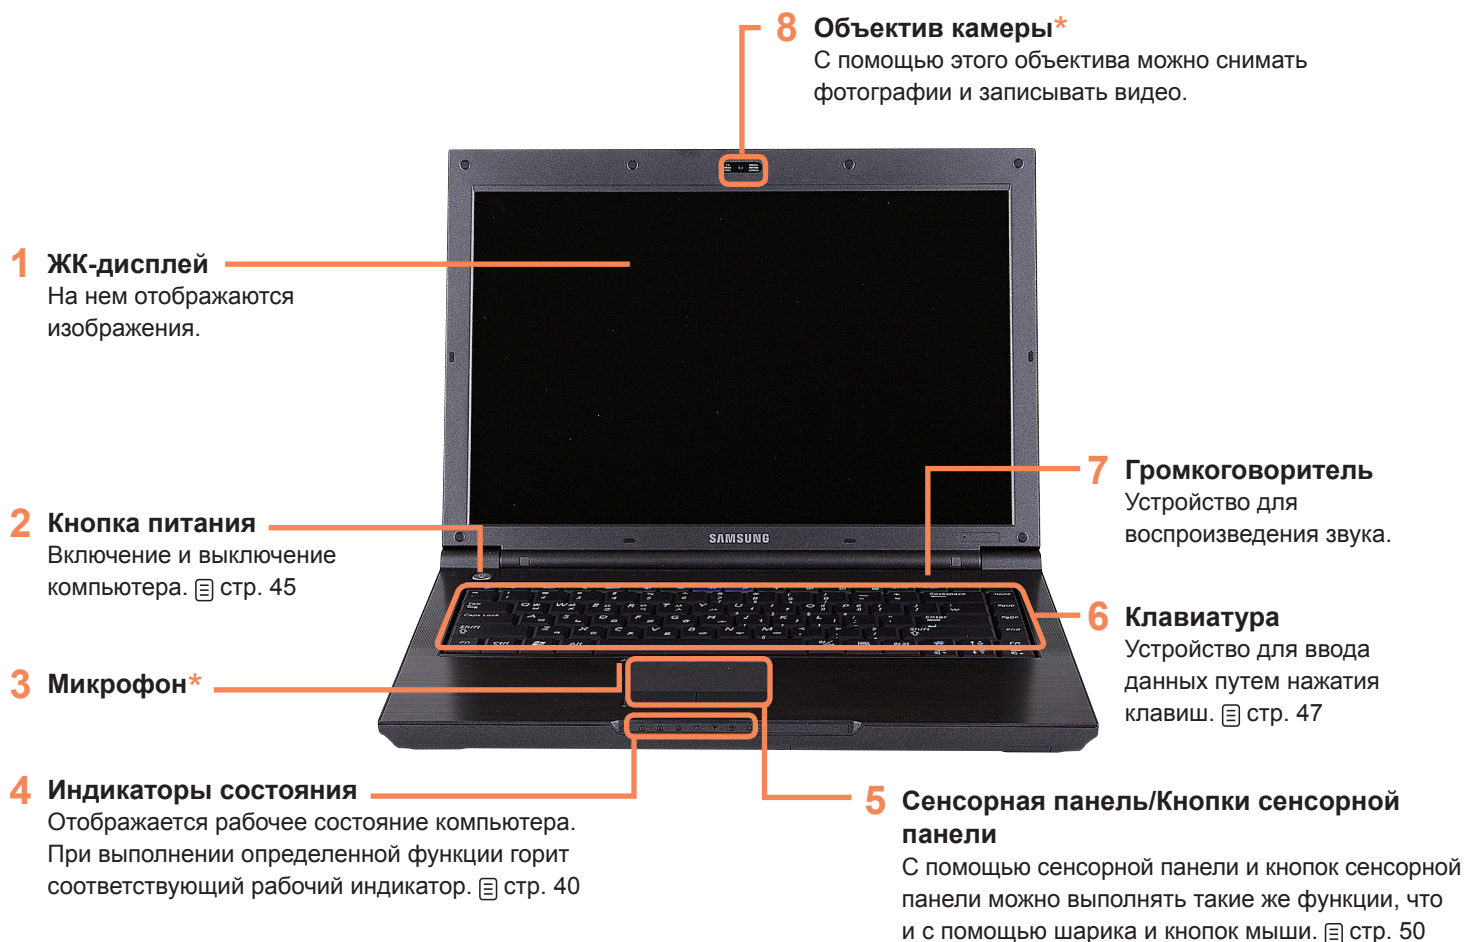 8 Объектив камеры*
С помощью этого объектива можно снимать
фотографии и записывать видео.
1 ЖК-дисплей
На нем отображаются
изображения.
7 Громкоговоритель
Устройство для
воспроизведения звука.
2 Кнопка питания
Включение и выключение
компьютера. стр. 45
SAMSUNG
6 Клавиатура
Устройство для ввода
данных путем нажатия
клавиш. стр. 47
3 Микрофон*
4 Индикаторы состояния
Отображается рабочее состояние компьютера.
При выполнении определенной функции горит
соответствующий рабочий индикатор. стр. 40
5 Сенсорная панель/Кнопки сенсорной
панели
С помощью сенсорной панели и кнопок сенсорной
панели можно выполнять такие же функции, что
и с помощью шарика и кнопок мыши. стр. 50